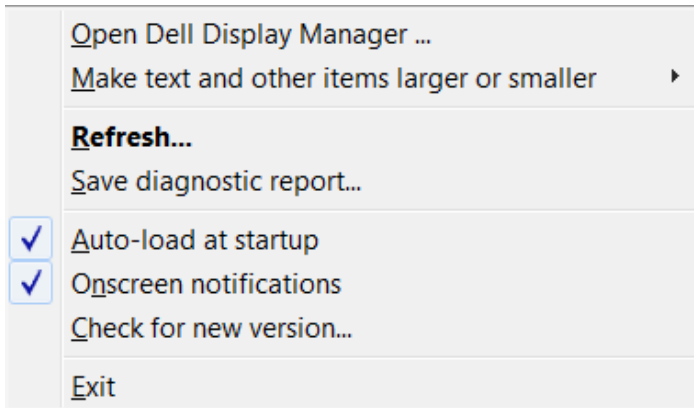 Open Dell Display Manager ...
Make text and other items larger or smaller
Refresh...
Save diagnostic report...
Auto-load at startup
Onscreen notifications
Check for new version...
Exit